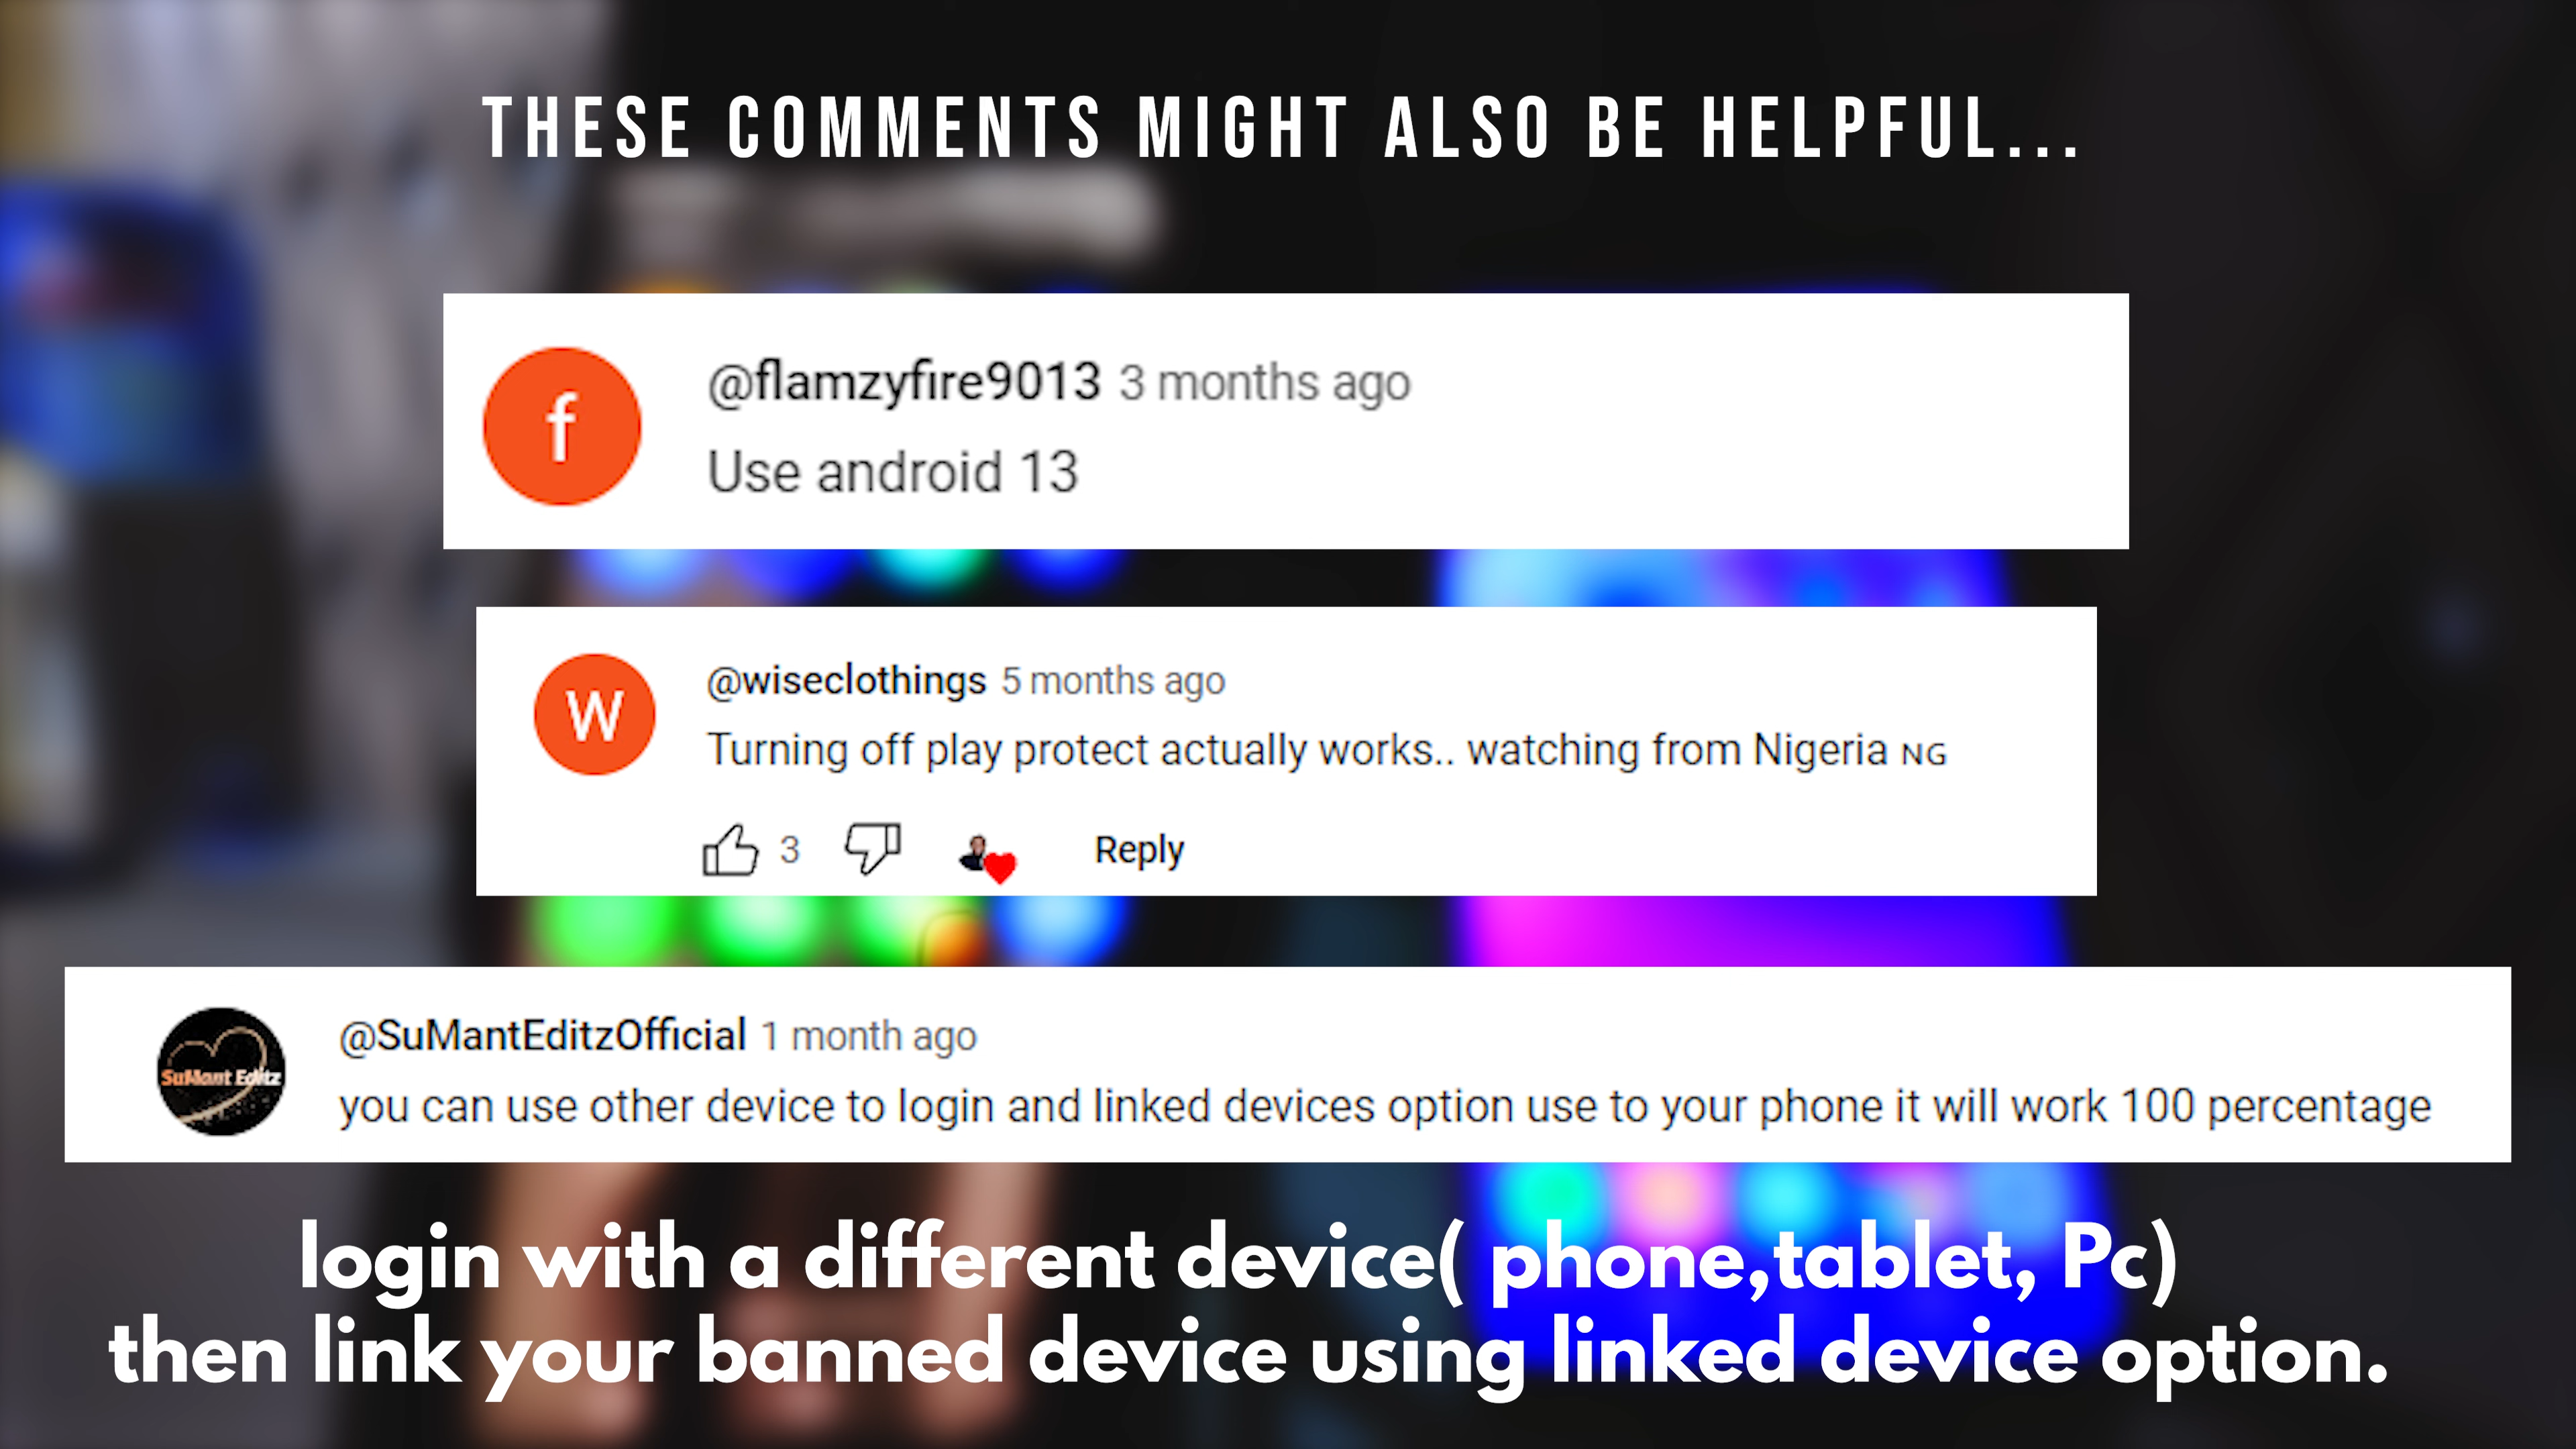 THESE COMMENTS MIGHT ALSO BE HELPFUL...
f
@flamzyfire9013 3 months ago
Use android 13
W
@wiseclothings 5 months ago
Turning off play protect actually works.. watching from Nigeria NG
3 Reply
SuMant Editz
@SuMantEditzOfficial 1 month ago
you can use other device to login and linked devices option use to your phone it will work 100 percentage
login with a different device( phone,tablet, Pc)
then link your banned device using linked device option.